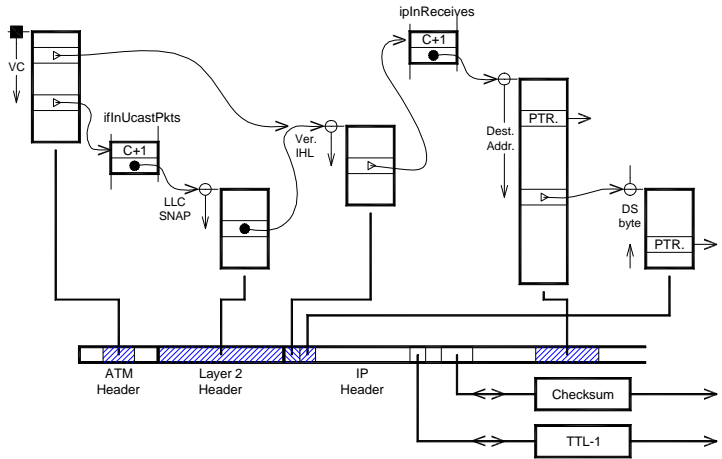 ipInReceives
C+1
VC
ifInUcastPkts
C+1
LLC
SNAP
Ver.
IHL
Dest.
Addr.
PTR.
DS
byte
PTR.
ATM
Header
Layer 2
Header
IP
Header
Checksum
TTL-1